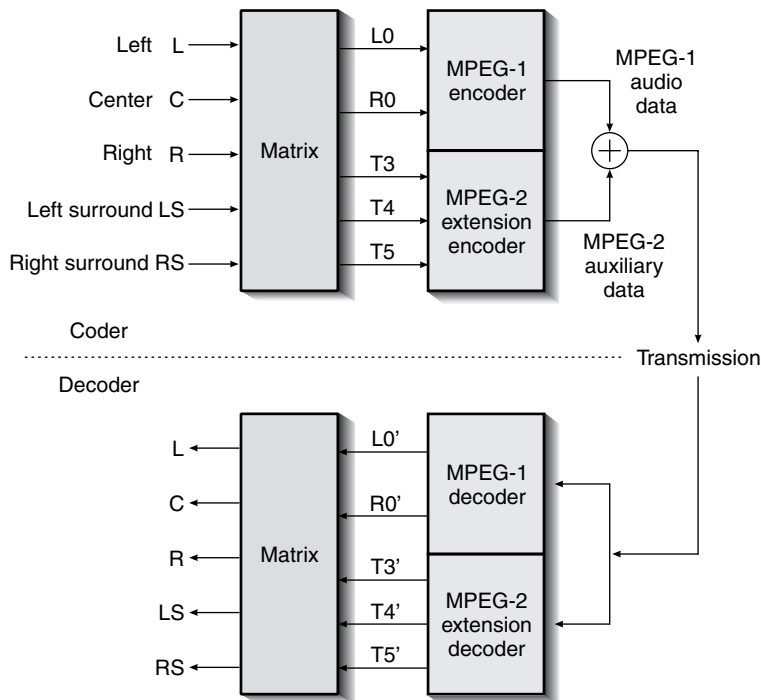 Left L
Center C
Right R
Left surround LS
Right surround RS
Matrix
L0
R0
T3
T4
T5
MPEG-1
encoder
MPEG-2
extension
encoder
MPEG-1
audio
data
+
MPEG-2
auxiliary
data
Coder
Transmission
Decoder
L
C
R
LS
RS
Matrix
L0'
R0'
T3'
T4'
T5'
MPEG-1
decoder
MPEG-2
extension
decoder